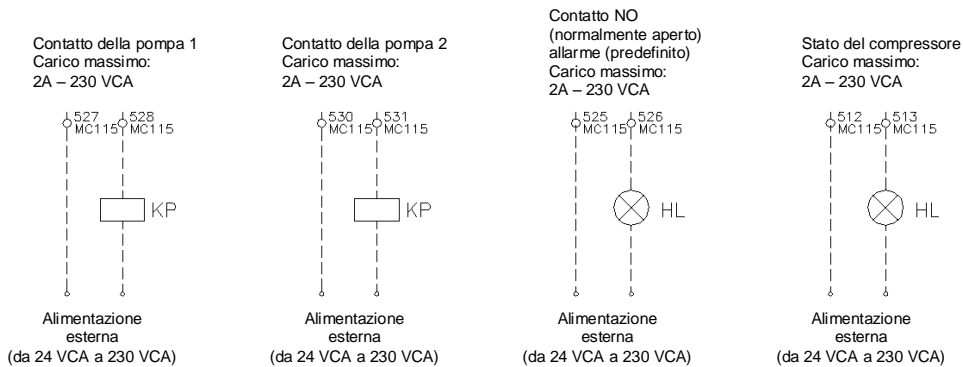 Contatto della pompa 1
Carico massimo:
2A – 230 VCA
527
MC115
528
MC115
KP
Alimentazione
esterna
(da 24 VCA a 230 VCA)
Contatto della pompa 2
Carico massimo:
2A – 230 VCA
530
MC115
531
MC115
KP
Alimentazione
esterna
(da 24 VCA a 230 VCA)
Contatto NO
(normalmente aperto)
allarme (predefinito)
Carico massimo:
2A – 230 VCA
525
MC115
526
MC115
HL
Alimentazione
esterna
(da 24 VCA a 230 VCA)
Stato del compressore
Carico massimo:
2A – 230 VCA
512
MC115
513
MC115
HL
Alimentazione
esterna
(da 24 VCA a 230 VCA)